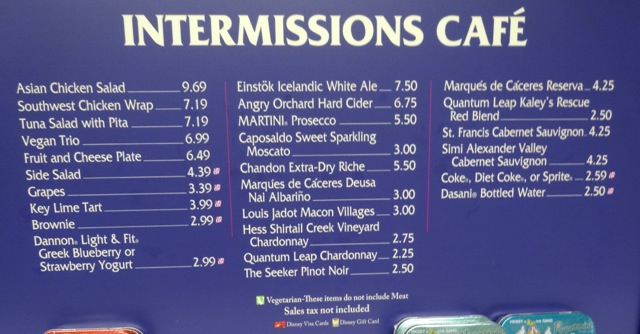 INTERMISSIONS CAFÉ
Asian Chicken Salad 9.69
Southwest Chicken Wrap 7.19
Tuna Salad with Pita 7.19
Vegan Trio 6.99
Fruit and Cheese Plate 6.49
Side Salad 4.39
Grapes 3.39
Key Lime Tart 3.99
Brownie 2.99
Dannon® Light & Fit®
Greek Blueberry or
Strawberry Yogurt 2.99
Einstök Icelandic White Ale 7.50
Angry Orchard Hard Cider 6.75
MARTINI® Prosecco 5.50
Caposaldo Sweet Sparkling
Moscato 3.00
Chandon Extra-Dry Riche 5.50
Marques de Cáceres Deusa
Nai Albariño 3.00
Louis Jadot Macon Villages 3.00
Hess Shirtail Creek Vineyard
Chardonnay 2.75
Quantum Leap Chardonnay 2.25
The Seeker Pinot Noir 2.50
Marqués de Cáceres Reserva 4.25
Quantum Leap Kaley's Rescue
Red Blend 2.50
St. Francis Cabernet Sauvignon 4.25
Simi Alexander Valley
Cabernet Sauvignon 4.25
Coke®, Diet Coke®, or Sprite® 2.59
Dasani® Bottled Water 2.50
Vegetarian-These items do not include Meat
Sales tax not included
Disney Visa Cards Disney Gift Card